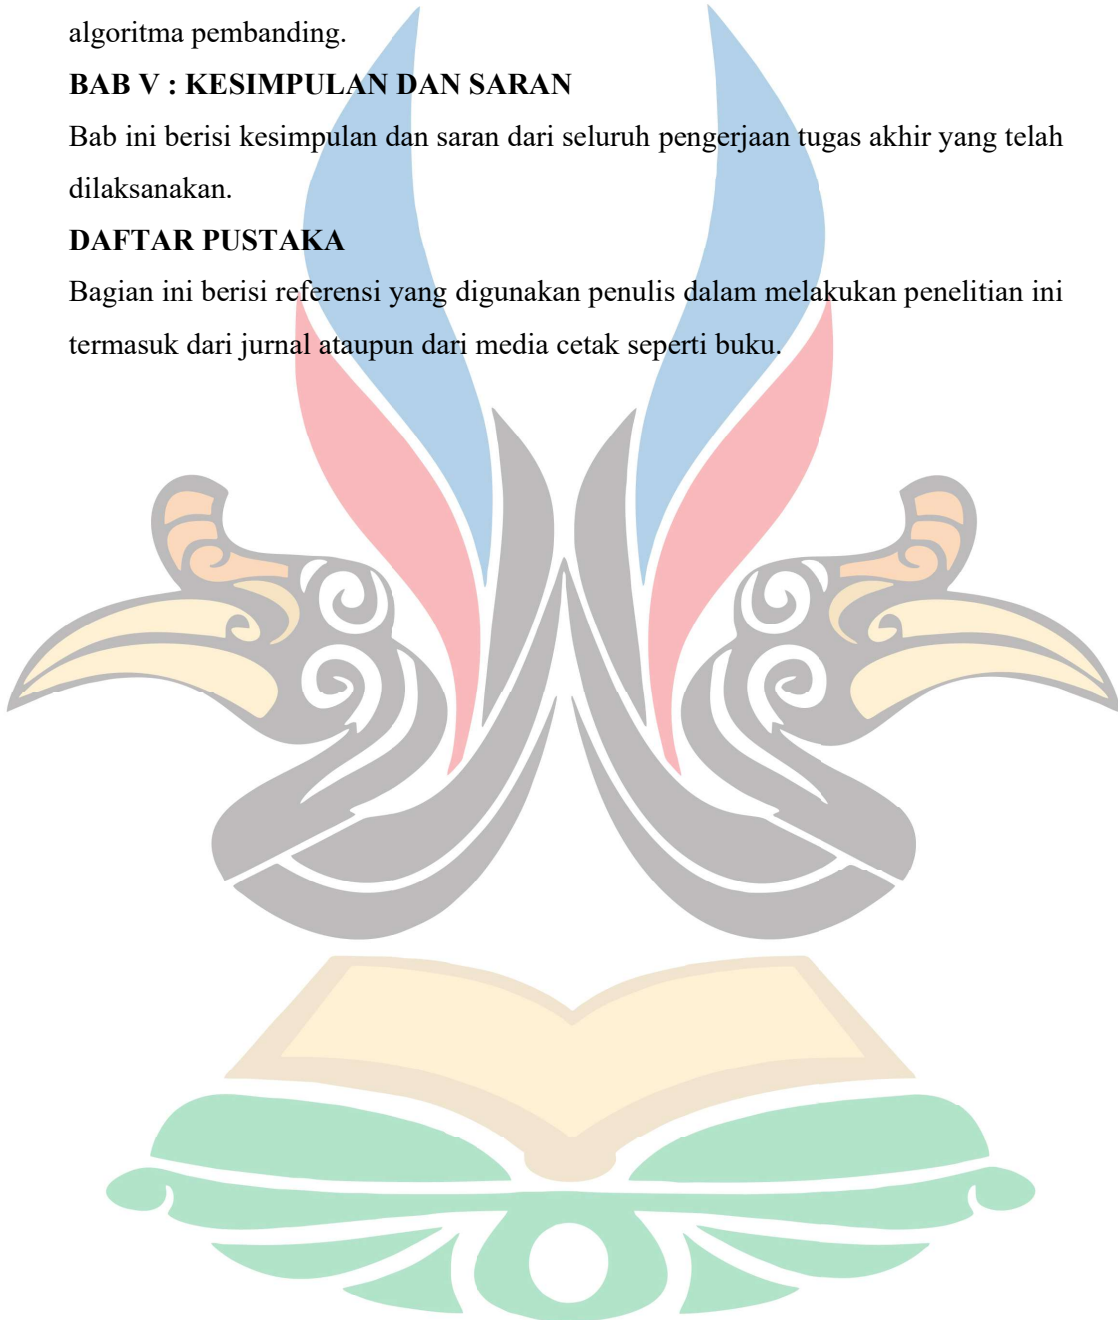 algoritma pembanding.
BAB V : KESIMPULAN DAN SARAN
Bab ini berisi kesimpulan dan saran dari seluruh pengerjaan tugas akhir yang telah
dilaksanakan.
DAFTAR PUSTAKA
Bagian ini berisi referensi yang digunakan penulis dalam melakukan penelitian ini
termasuk dari jurnal ataupun dari media cetak seperti buku.